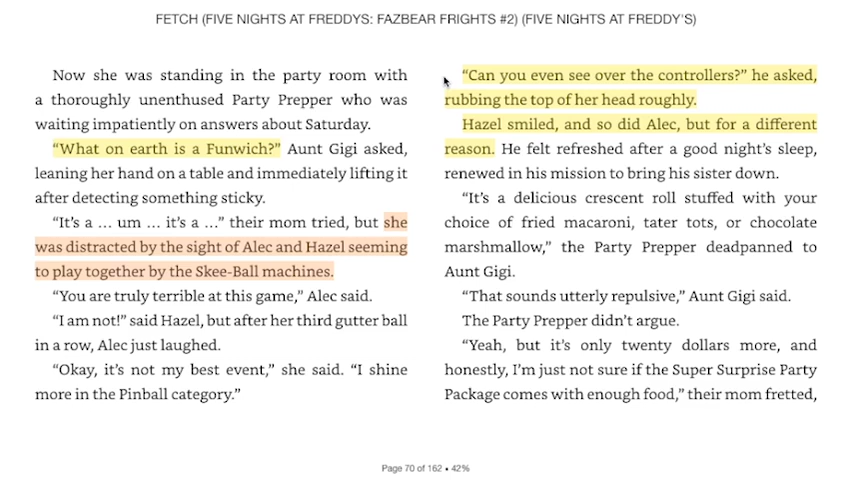 FETCH (FIVE NIGHTS AT FREDDYS: FAZBEAR FRIGHTS #2) (FIVE NIGHTS AT FREDDY'S)
Now she was standing in the party room with
a thoroughly unenthused Party Prepper who was
waiting impatiently on answers about Saturday.
“What on earth is a Funwich?” Aunt Gigi asked,
leaning her hand on a table and immediately lifting it
after detecting something sticky.
“It’s a … um … it’s a …” their mom tried, but she
was distracted by the sight of Alec and Hazel seeming
to play together by the Skee-Ball machines.
“You are truly terrible at this game,” Alec said.
“I am not!” said Hazel, but after her third gutter ball
in a row, Alec just laughed.
“Okay, it’s not my best event,” she said. “I shine
more in the Pinball category.”
“Can you even see over the controllers?” he asked,
rubbing the top of her head roughly.
Hazel smiled, and so did Alec, but for a different
reason. He felt refreshed after a good night’s sleep,
renewed in his mission to bring his sister down.
“It’s a delicious crescent roll stuffed with your
choice of fried macaroni, tater tots, or chocolate
marshmallow,” the Party Prepper deadpanned to
Aunt Gigi.
“That sounds utterly repulsive,” Aunt Gigi said.
The Party Prepper didn’t argue.
“Yeah, but it’s only twenty dollars more, and
honestly, I’m just not sure if the Super Surprise Party
Package comes with enough food,” their mom fretted,
Page 70 of 162 • 42%